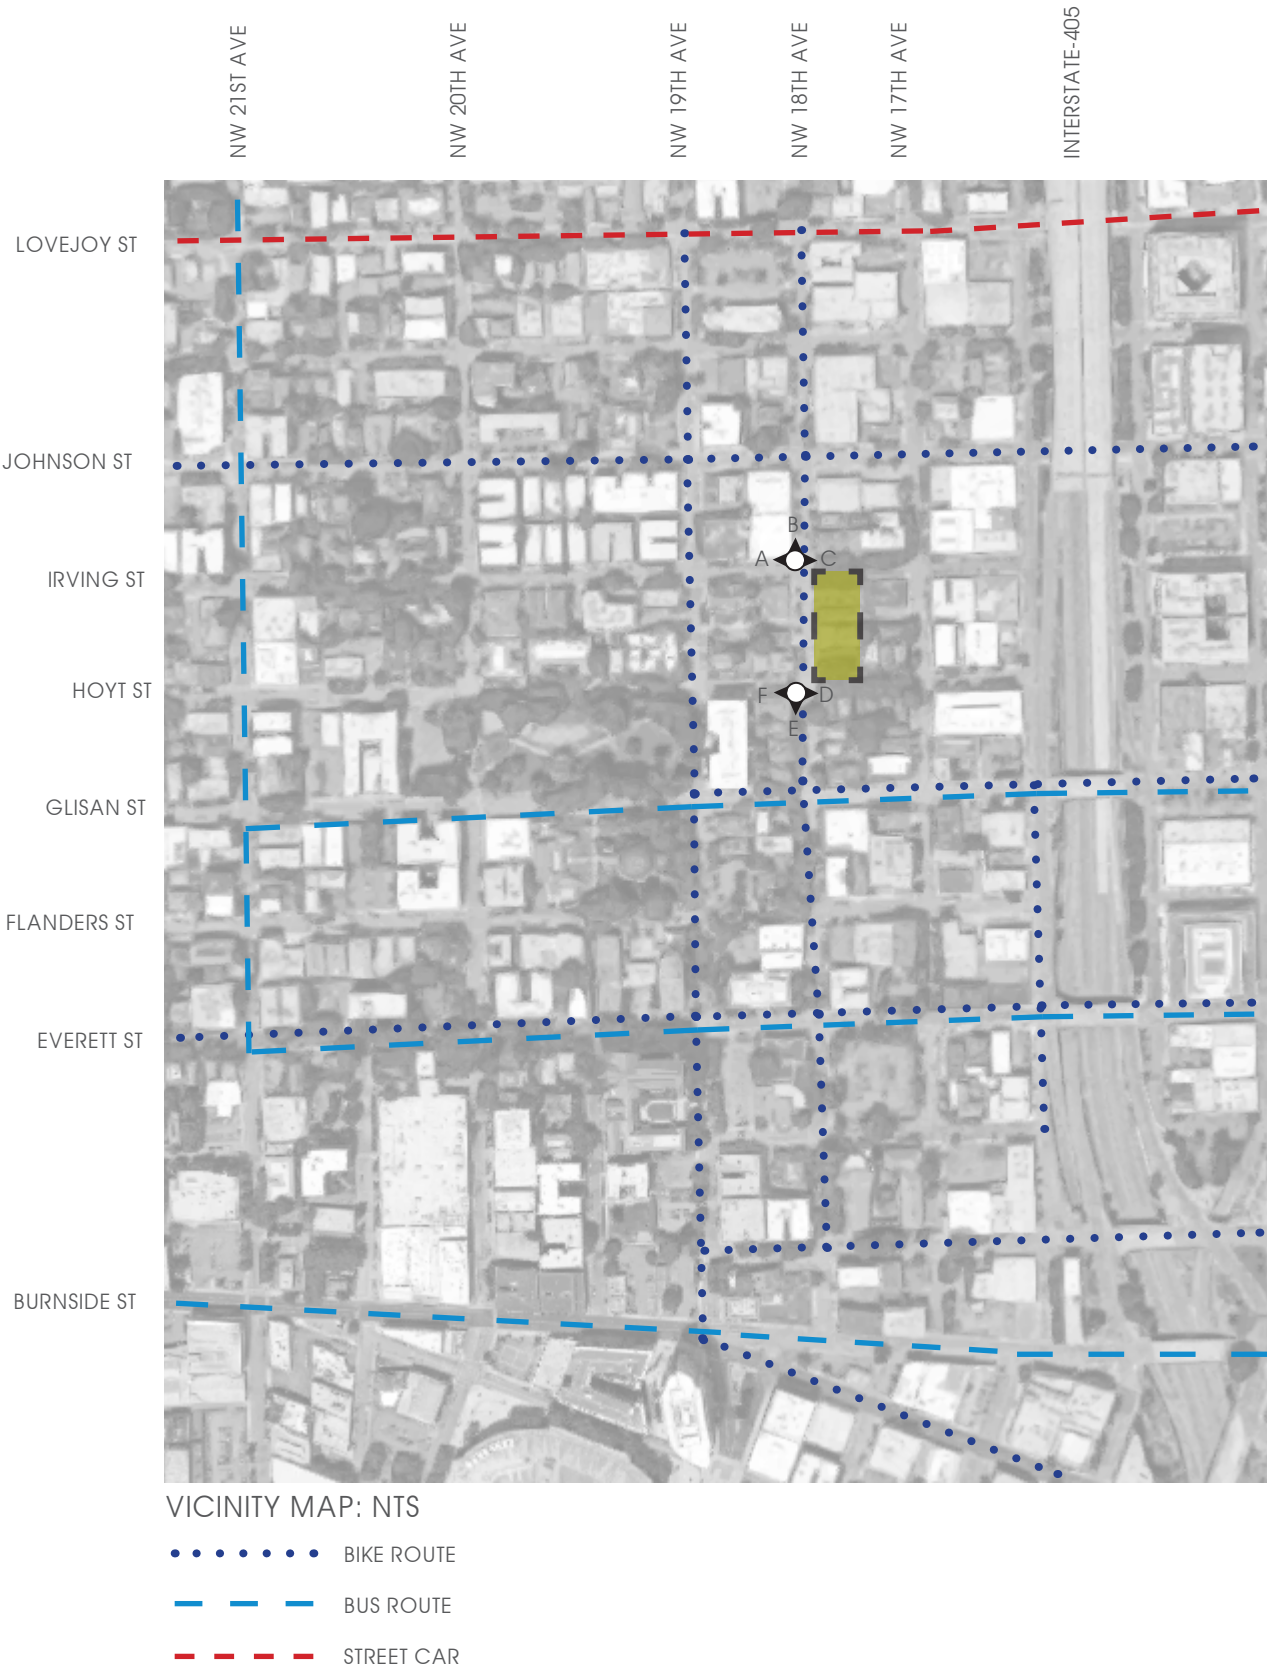 NW 21ST AVE
NW 20TH AVE
NW 19TH AVE
NW 18TH AVE
NW 17TH AVE
INTERSTATE-405
LOVEJOY ST
JOHNSON ST
B
A
C
IRVING ST
HOYT ST
F
D
E
GLISAN ST
FLANDERS ST
EVERETT ST
BURNSIDE ST
VICINITY MAP: NTS
BIKE ROUTE
BUS ROUTE
STREET CAR